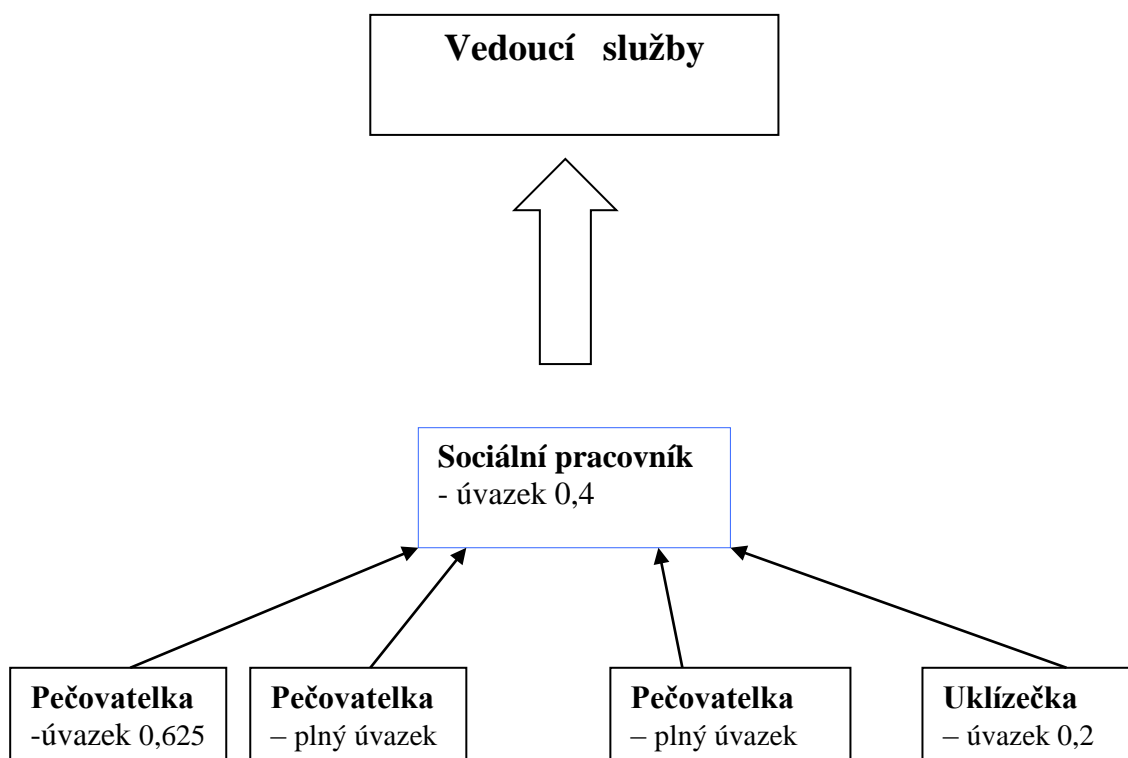 Vedoucí služby
Sociální pracovník
- úvazek 0,4
Pečovatelka
-úvazek 0,625
Pečovatelka
– plný úvazek
Pečovatelka
– plný úvazek
Uklízečka
– úvazek 0,2